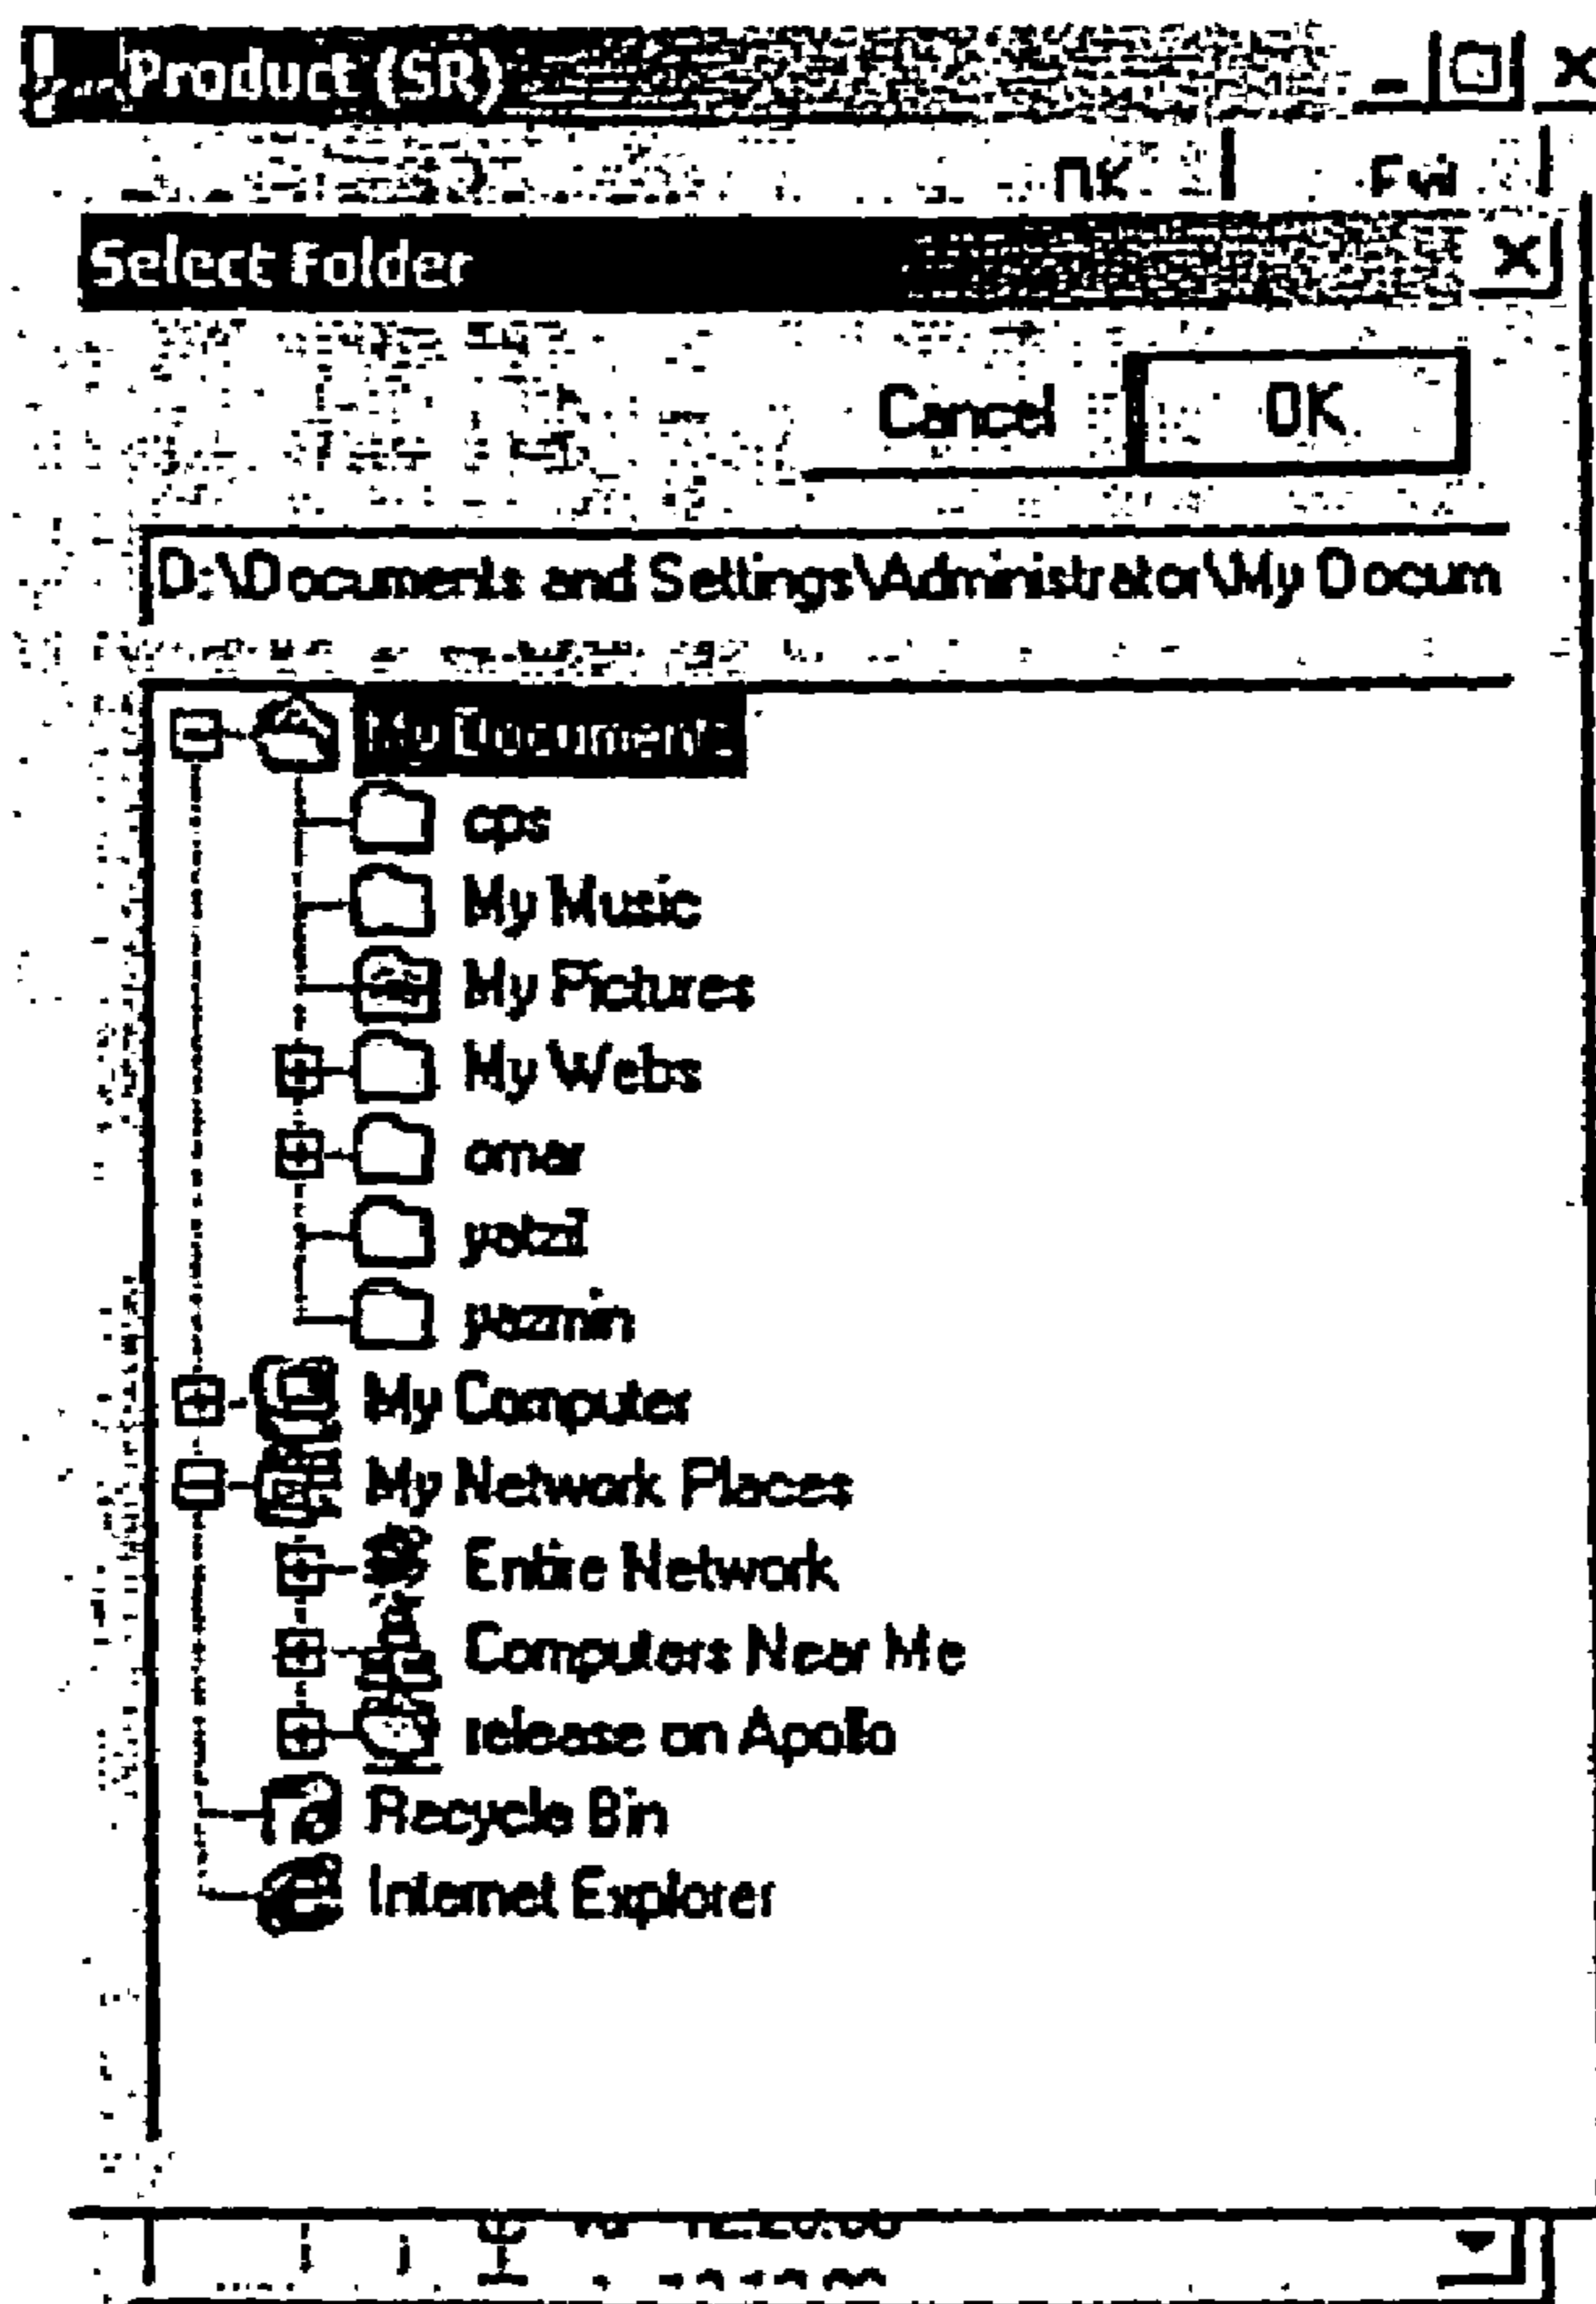 Product (SR)
OK
Select Folder
Cancel OK
D:\Documents and Settings\Administrator\My Docum
My Documents
cps
My Music
My Pictures
My Webs
omar
yazmin
My Computer
My Network Places
Entire Network
Computers Near Me
release on Apollo
Recycle Bin
Internet Explorer